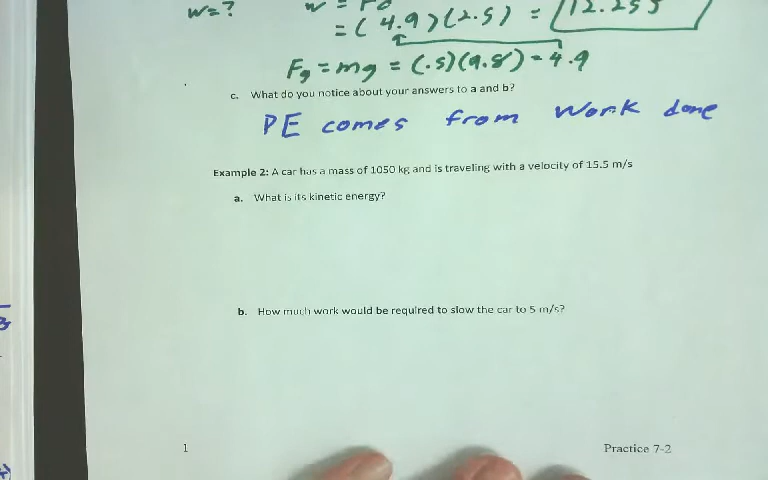 w=? w = Fd
= (4.9)(2.5) = 12.25J
Fg = mg = (.5)(9.8) = 4.9
c. What do you notice about your answers to a and b?
PE comes from Work done
Example 2: A car has a mass of 1050 kg and is traveling with a velocity of 15.5 m/s
a. What is its kinetic energy?
b. How much work would be required to slow the car to 5 m/s?
1 Practice 7-2